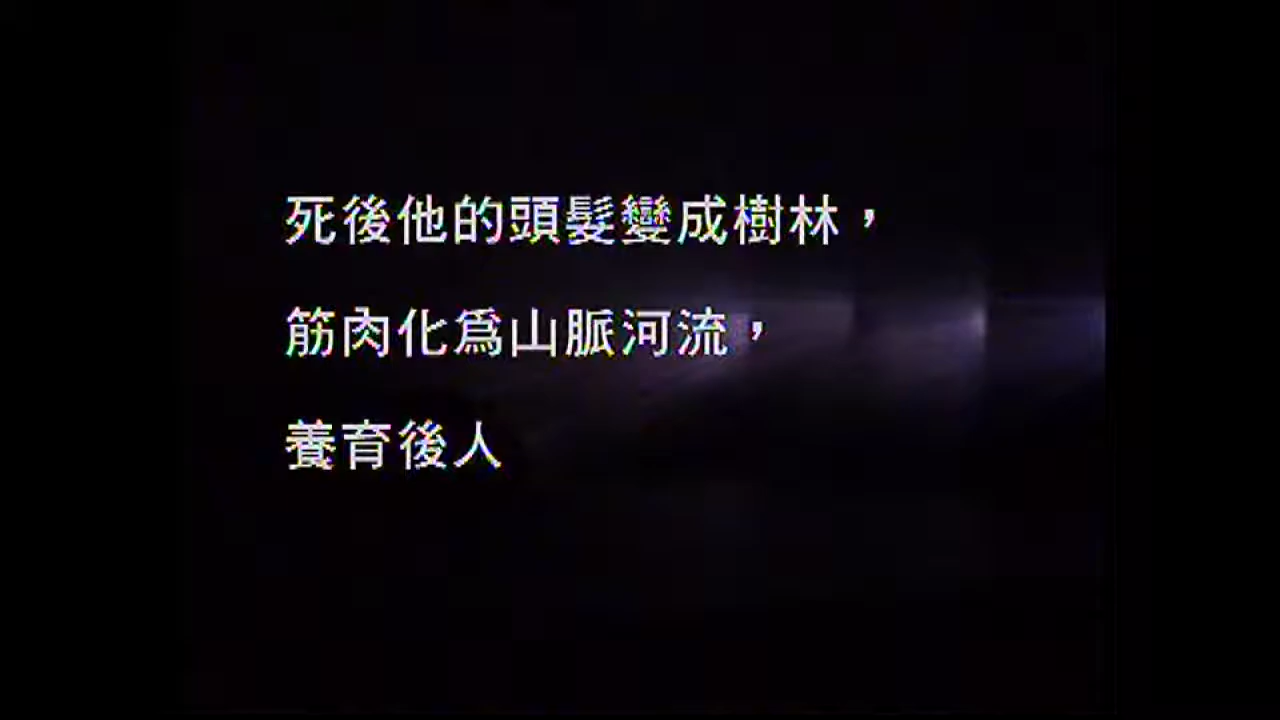 死後他的頭髮變成樹林，
筋肉化為山脈河流，
養育後人